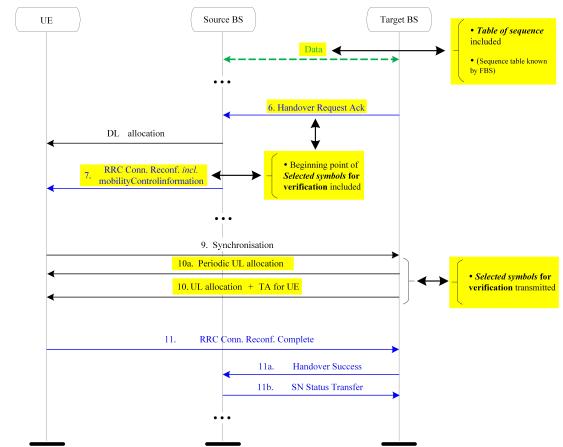 UE
Source BS
Target BS
Data
• Table of sequence
included
• (Sequence table known
by FBS)
•••
6. Handover Request Ack
DL allocation
7. RRC Conn. Reconf. incl.
mobilityControlinformation
• Beginning point of
Selected symbols for
verification included
•••
9. Synchronisation
10a. Periodic UL allocation
10. UL allocation + TA for UE
• Selected symbols for
verification transmitted
11. RRC Conn. Reconf. Complete
11a. Handover Success
11b. SN Status Transfer
•••